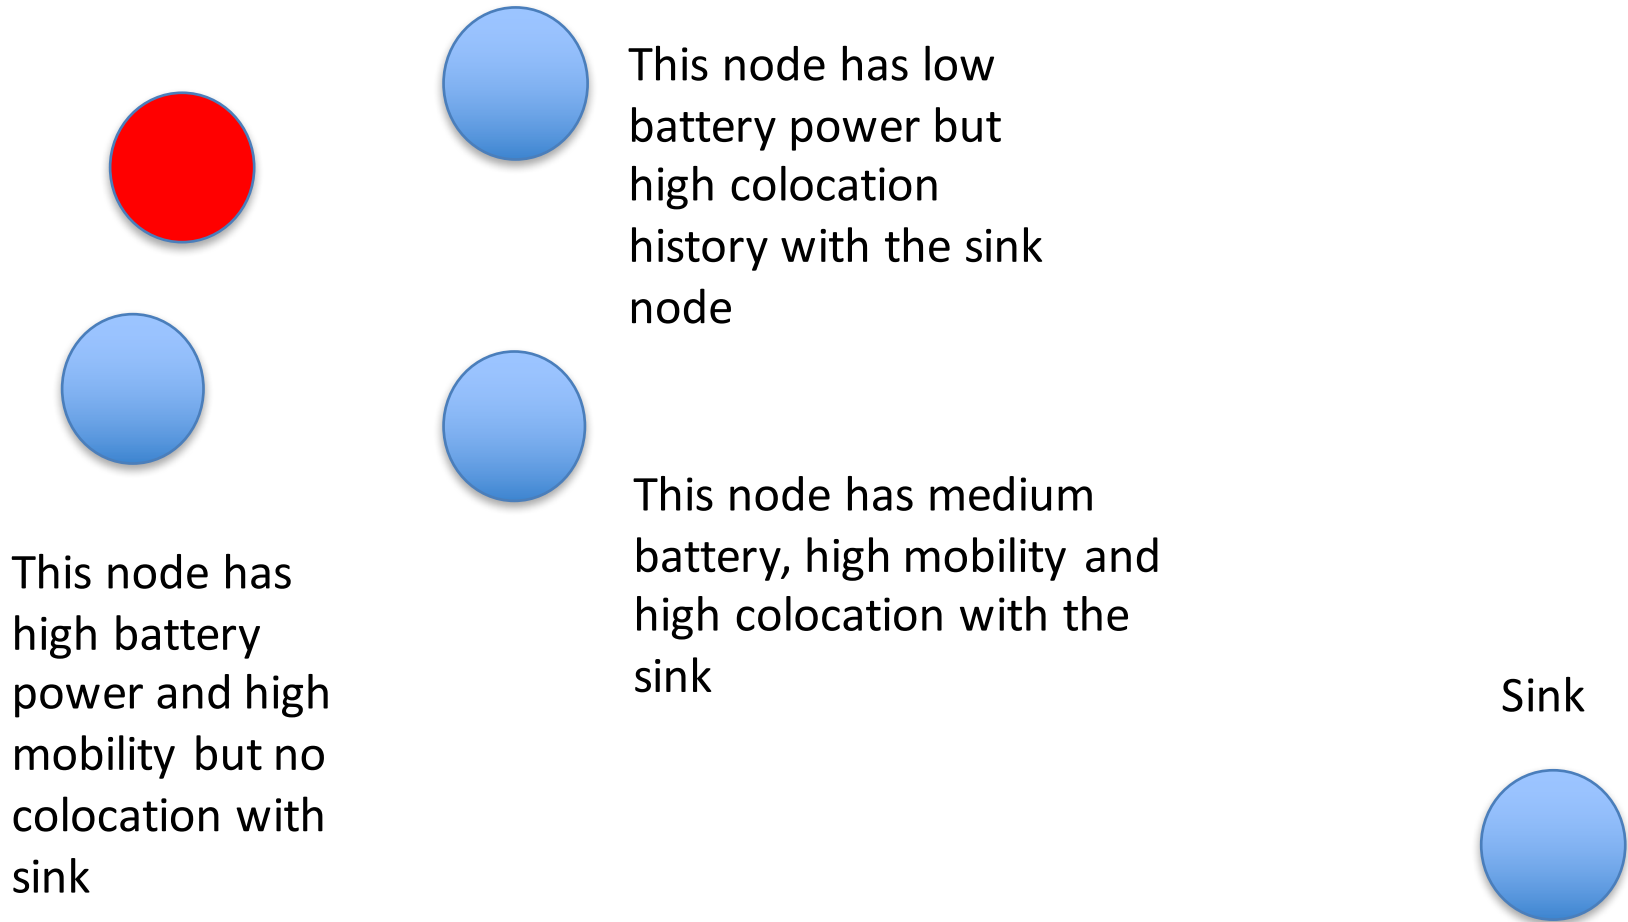 This node has low
battery power but
high colocation
history with the sink
node
This node has medium
battery, high mobility and
high colocation with the
sink
This node has
high battery
power and high
mobility but no
colocation with
sink
Sink